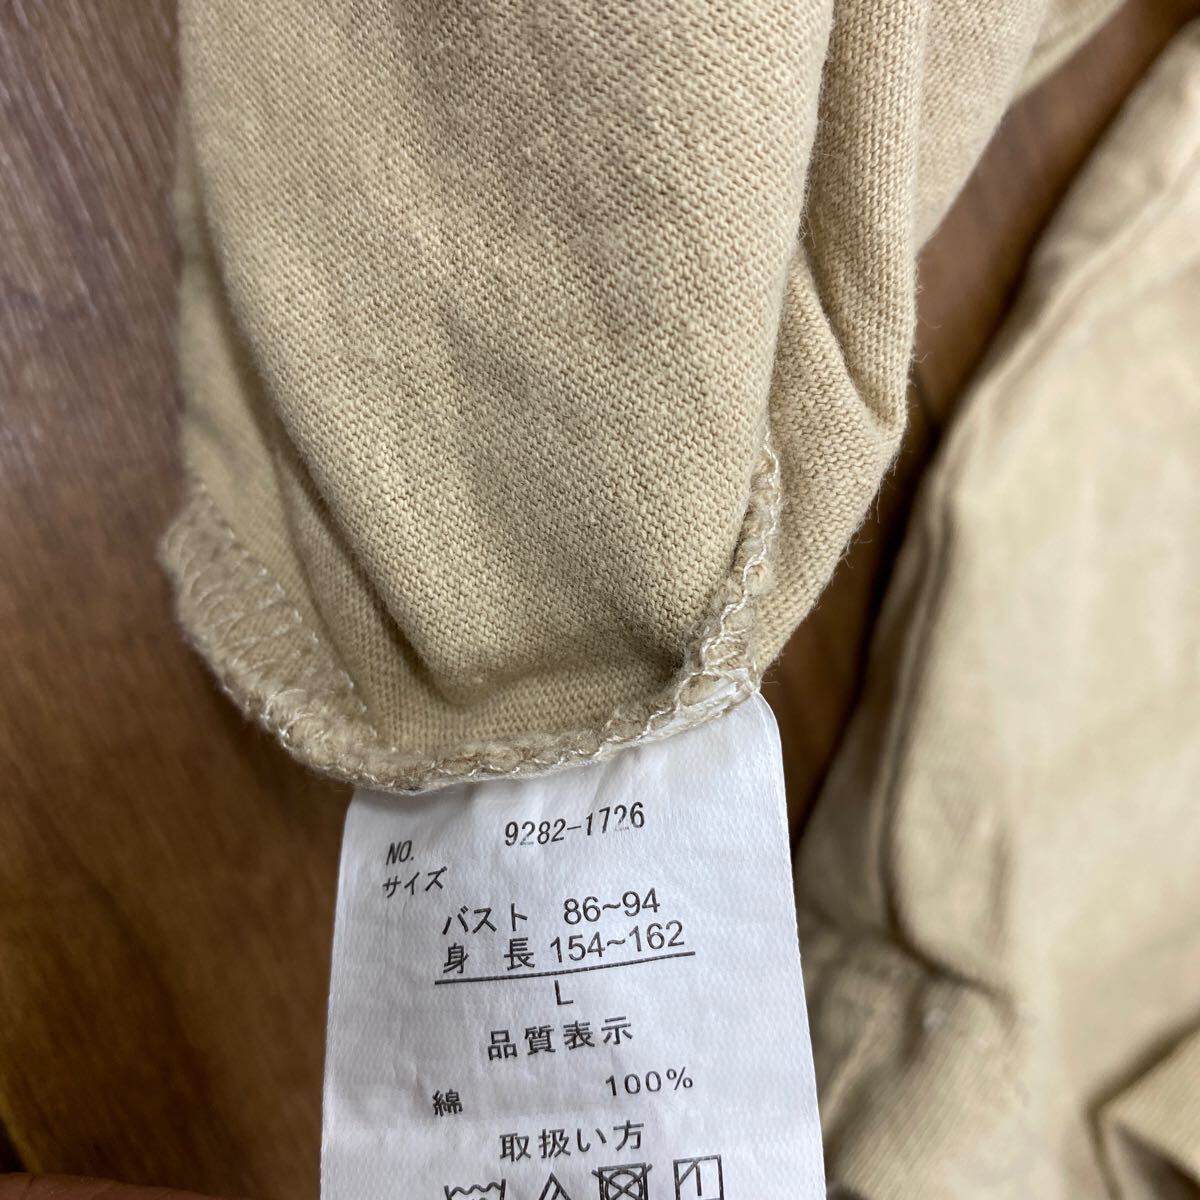 NO. 9282-1726
サイズ
バスト 86~94
身 長 154~162
L
品質表示
綿 100%
取扱い方